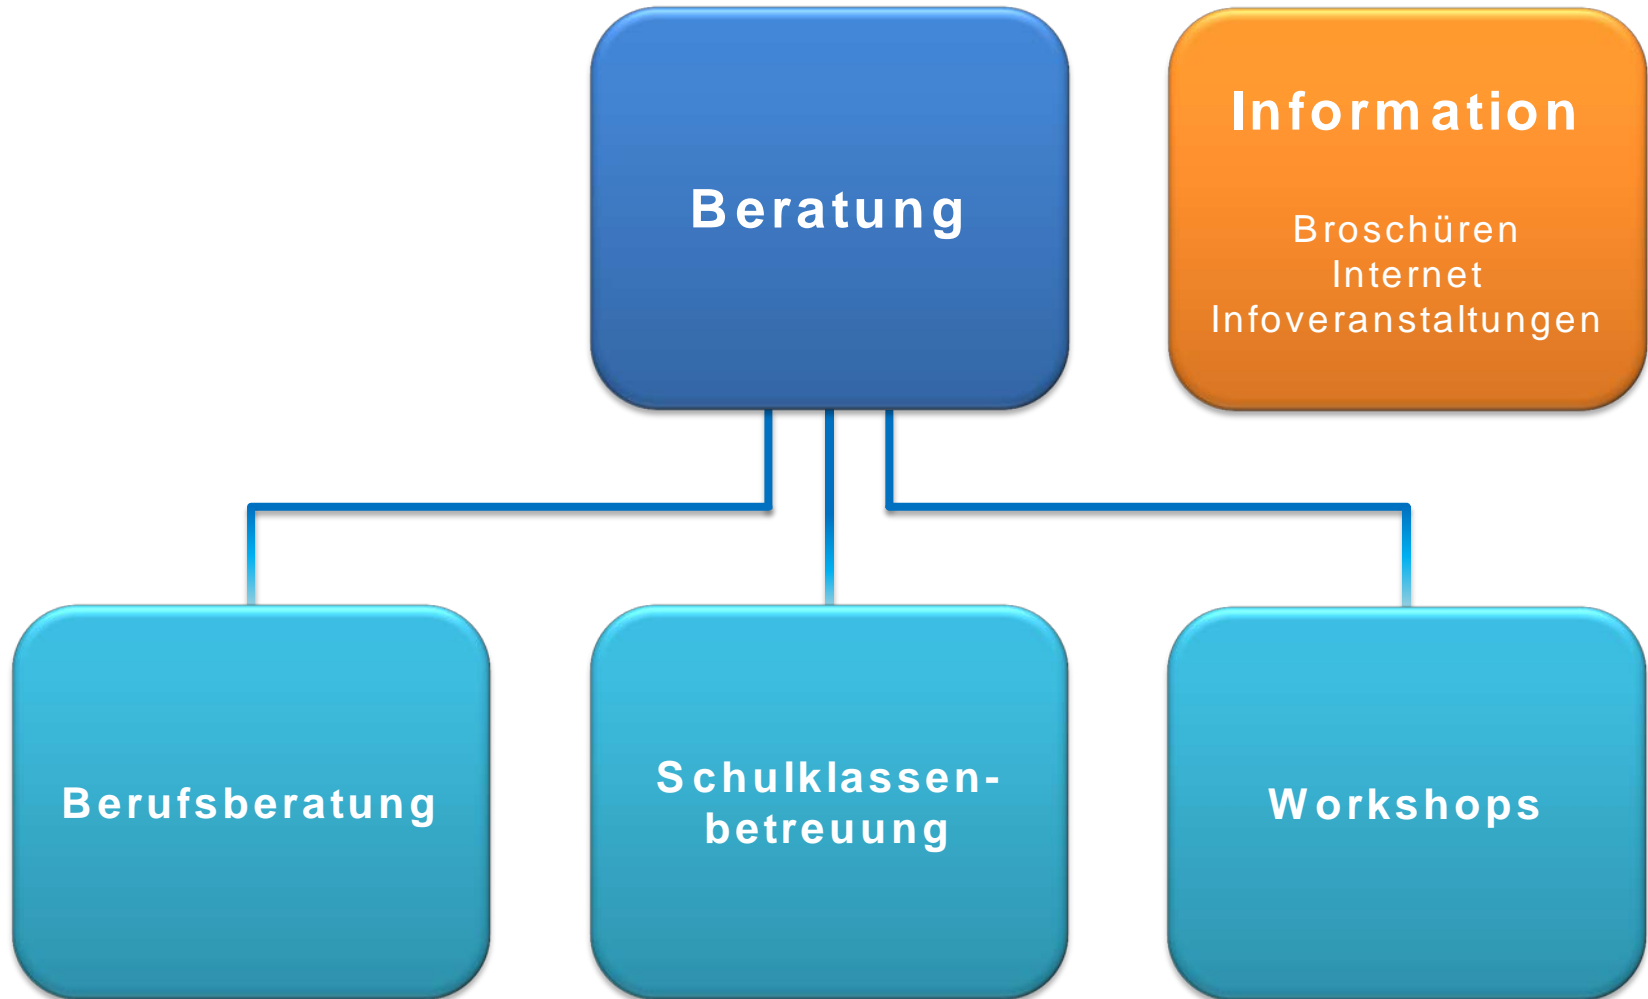 Beratung
Information
Broschüren
Internet
Infoveranstaltungen
Berufsberatung
Schulklassen-
betreuung
Workshops